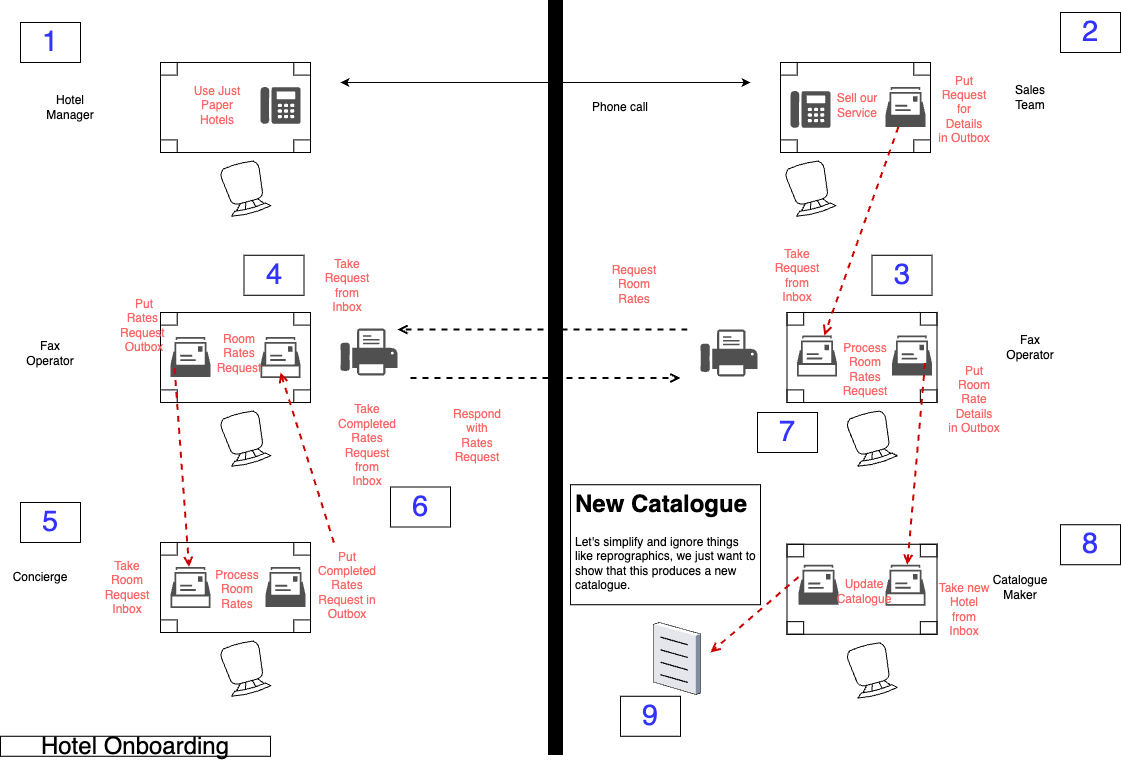 1
2
Hotel
Manager
Use Just
Paper
Hotels
Phone call
Sell our
Service
Put
Request
for
Details
in Outbox
Sales
Team
4
Take
Request
from
Inbox
Request
Room
Rates
Take
Request
from
Inbox
3
Fax
Operator
Put
Rates
Request
Outbox
Room
Rates
Request
Process
Room
Rates
Request
Fax
Operator
Put
Room
Rate
Details
in Outbox
Take
Completed
Rates
Request
from
Inbox
Respond
with
Rates
Request
7
6
5
New Catalogue
Let's simplify and ignore things
like reprographics, we just want to
show that this produces a new
catalogue.
8
Concierge
Take
Room
Request
Inbox
Process
Room
Rates
Put
Completed
Rates
Request in
Outbox
Update
Catalogue
Take new
Hotel
from
Inbox
Catalogue
Maker
9
Hotel Onboarding